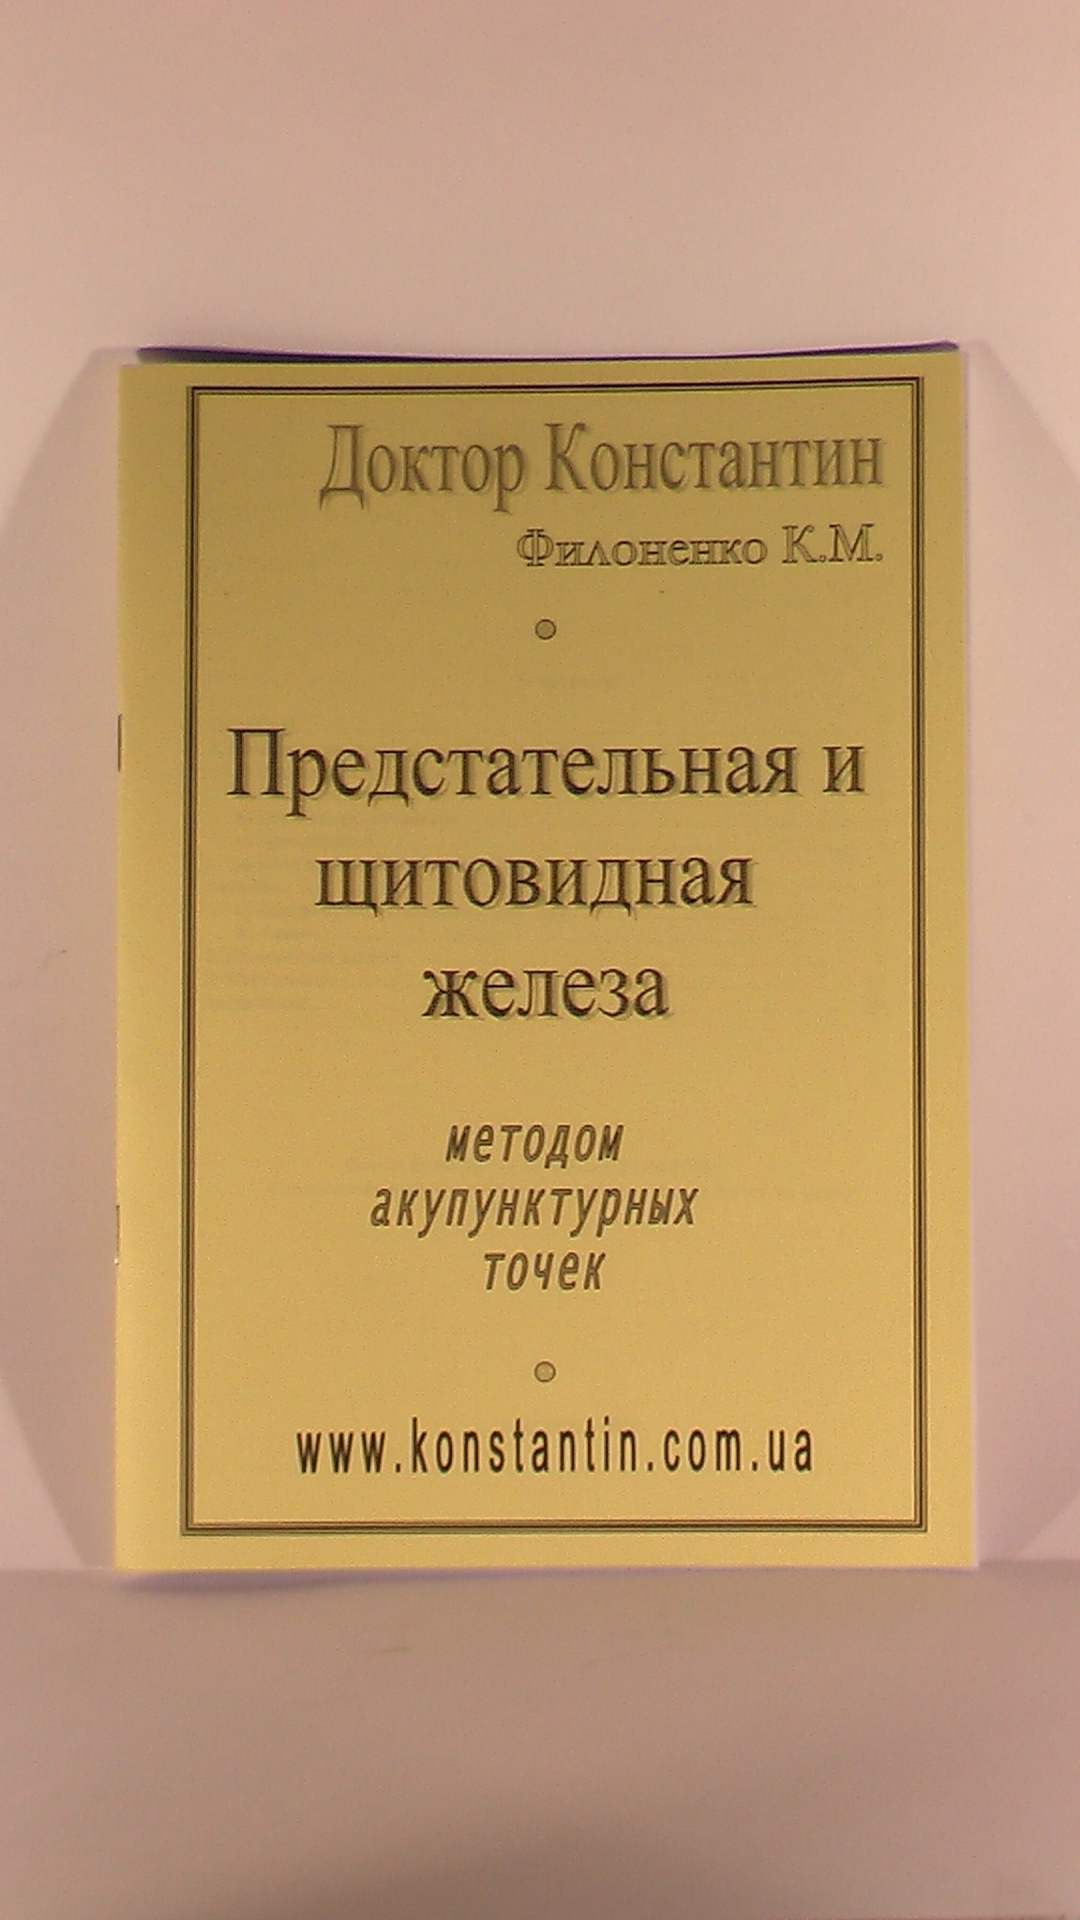 Доктор Константин
Филоненко К.М.
Предстательная и
щитовидная
железа
методом
акупунктурных
точек
www.konstantin.com.ua